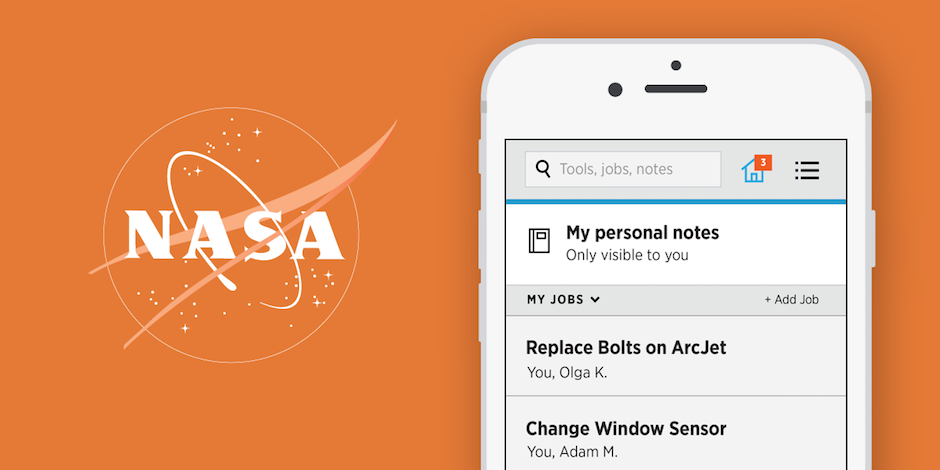 NASA
Tools, jobs, notes
3
My personal notes
Only visible to you
MY JOBS
+ Add Job
Replace Bolts on ArcJet
You, Olga K.
Change Window Sensor
You, Adam M.